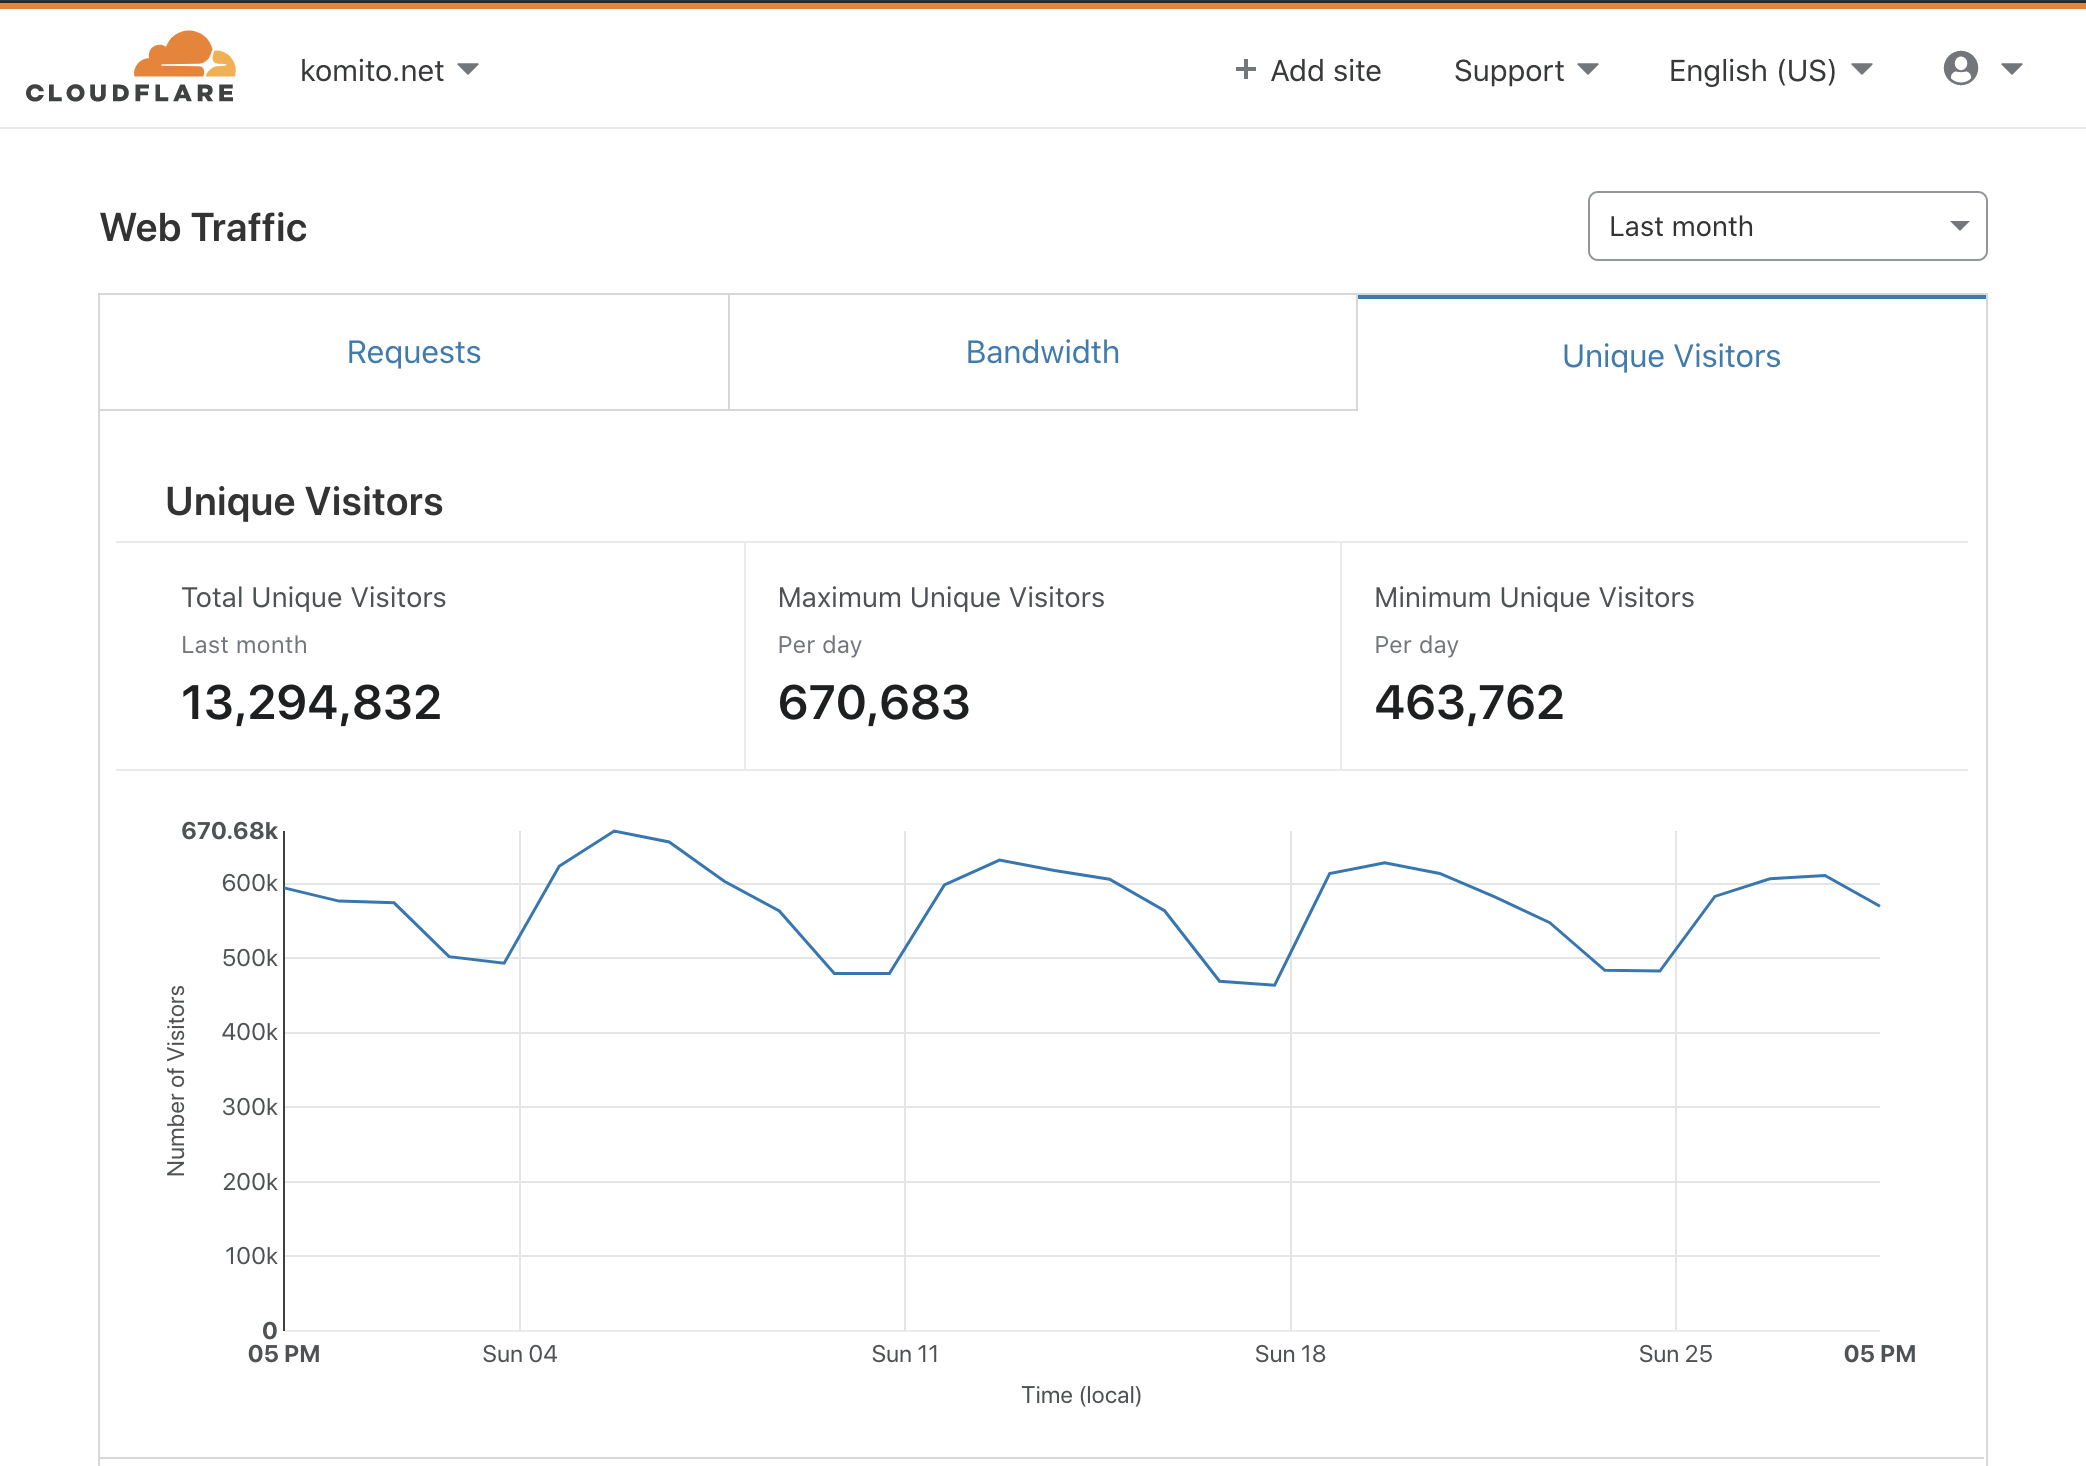 CLOUDFLARE
komito.net
+ Add site
Support
English (US)
Web Traffic
Last month
Requests
Bandwidth
Unique Visitors
Unique Visitors
Total Unique Visitors
Last month
13,294,832
Maximum Unique Visitors
Per day
670,683
Minimum Unique Visitors
Per day
463,762
670.68k
600k
500k
400k
300k
200k
100k
0
Number of Visitors
05 PM
Sun 04
Sun 11
Sun 18
Sun 25
05 PM
Time (local)